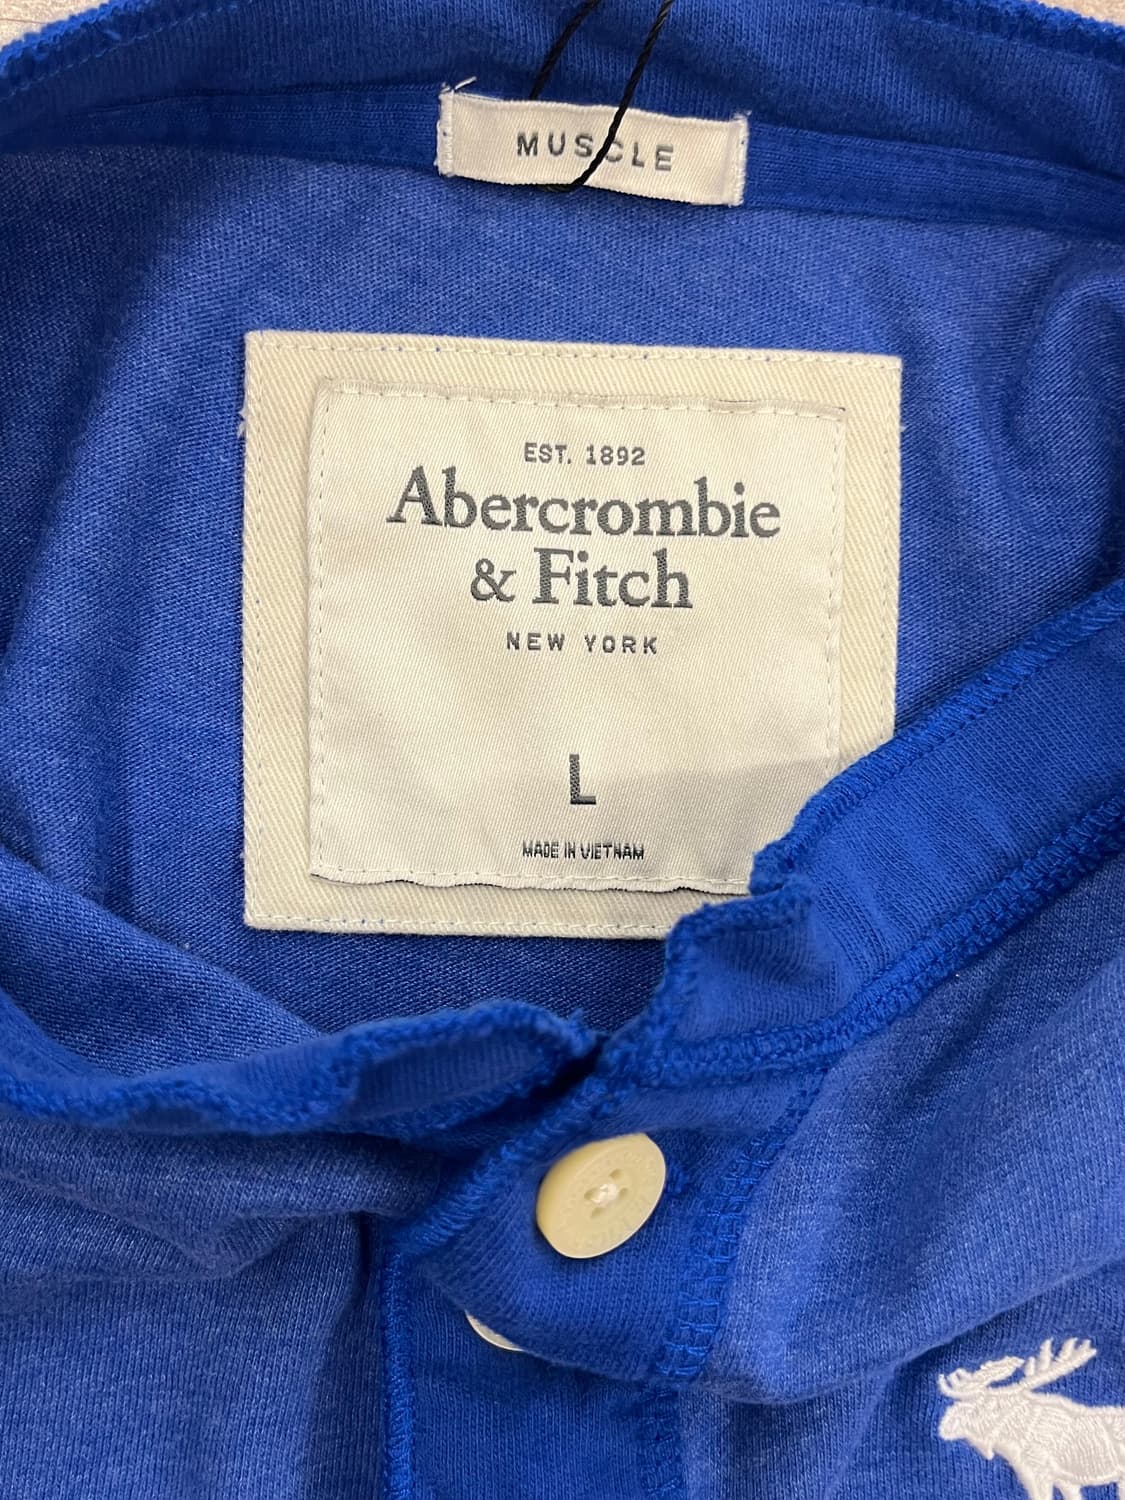 MUSCLE
EST. 1892
Abercrombie
& Fitch
NEW YORK
L
MADE IN VIETNAM